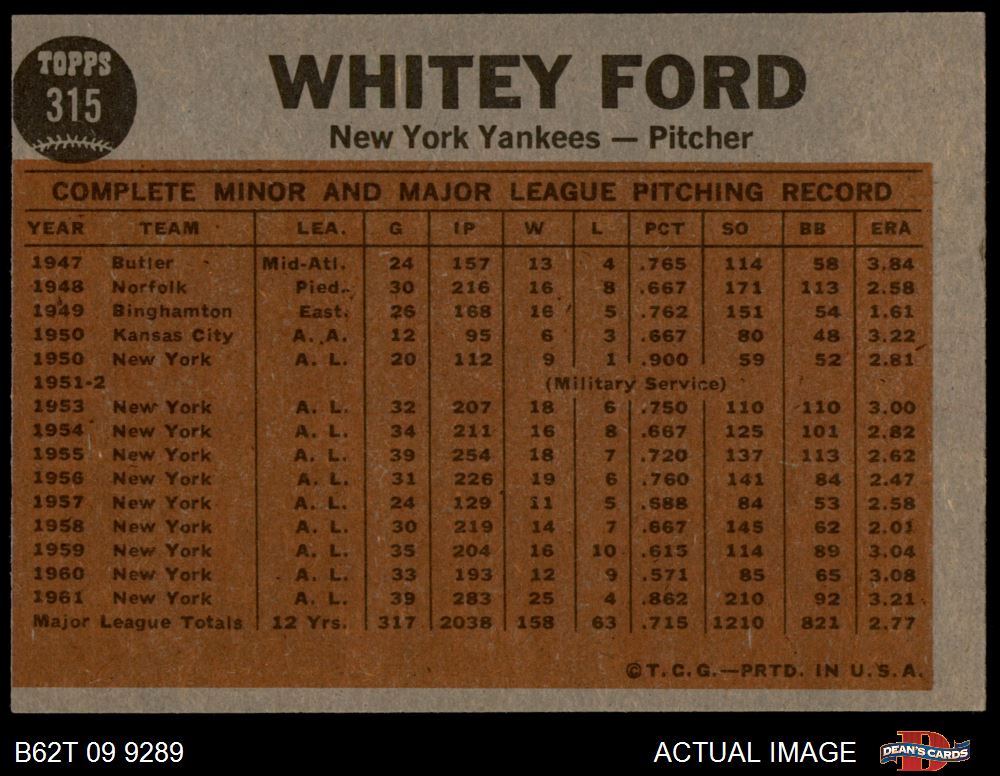 TOPPS
315
WHITEY FORD
New York Yankees — Pitcher
COMPLETE MINOR AND MAJOR LEAGUE PITCHING RECORD
YEAR TEAM LEA. G IP W L PCT SO BB ERA
1947 Butler Mid-Atl. 24 157 13 4 .765 114 58 3.84
1948 Norfolk Pied. 30 216 16 8 .667 171 113 2.58
1949 Binghamton East. 26 168 16 5 .762 151 54 1.61
1950 Kansas City A. A. 12 95 6 3 .667 80 48 3.22
1950 New York A. L. 20 112 9 1 .900 59 52 2.81
1951-2 (Military Service)
1953 New York A. L. 32 207 18 6 .750 110 110 3.00
1954 New York A. L. 34 211 16 8 .667 125 101 2.82
1955 New York A. L. 39 254 18 7 .720 137 113 2.62
1956 New York A. L. 31 226 19 6 .760 141 84 2.47
1957 New York A. L. 24 129 11 5 .688 84 53 2.58
1958 New York A. L. 30 219 14 7 .667 145 62 2.01
1959 New York A. L. 35 204 16 10 .615 114 89 3.04
1960 New York A. L. 33 193 12 9 .571 85 65 3.08
1961 New York A. L. 39 283 25 4 .862 210 92 3.21
Major League Totals 12 Yrs. 317 2038 158 63 .715 1210 821 2.77
©T.C.G.—PRTD. IN U.S.A.
B62T 09 9289 ACTUAL IMAGE DEAN'S CARDS